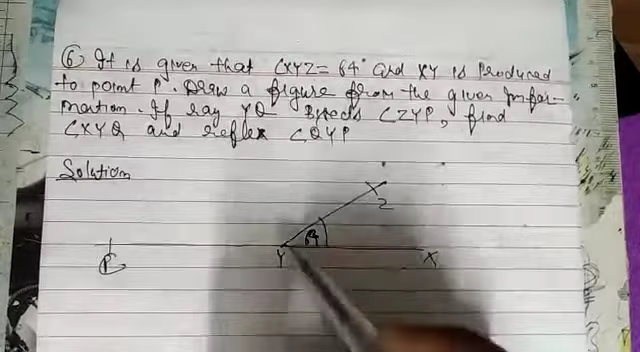 6) It is given that ∠XYZ = 64° and XY is Produced
to point P. Draw a figure from the given infor-
mation. If ray YQ Bisects ∠ZYP, find
∠XYQ and reflex ∠QYP
Solution
Z
64
P Y X